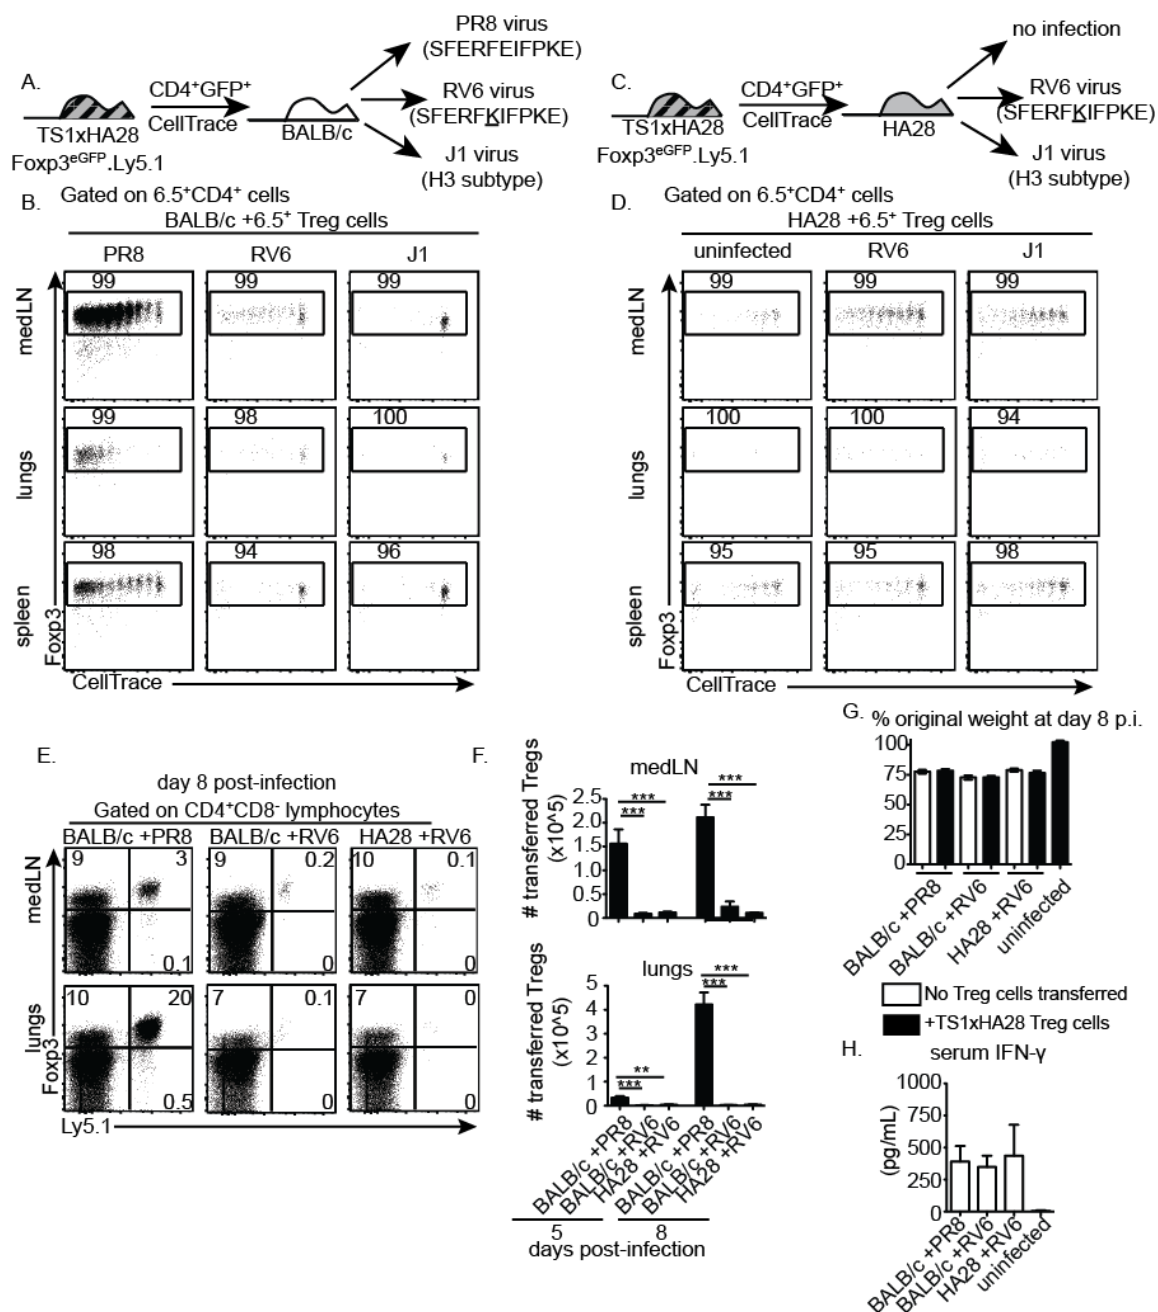 A.
TS1xHA28
Foxp3eGFP.Ly5.1
CD4+GFP+
CellTrace
BALB/c
PR8 virus
(SFERFEIFPKE)
RV6 virus
(SFERFKIFPKE)
J1 virus
(H3 subtype)
C.
TS1xHA28
Foxp3eGFP.Ly5.1
CD4+GFP+
CellTrace
HA28
no infection
RV6 virus
(SFERFKIFPKE)
J1 virus
(H3 subtype)
B.
Gated on 6.5+CD4+ cells
BALB/c +6.5+ Treg cells
PR8 RV6 J1
medLN
99 99 99
lungs
99 98 100
spleen
98 94 96
Foxp3
CellTrace
D.
Gated on 6.5+CD4+ cells
HA28 +6.5+ Treg cells
uninfected RV6 J1
medLN
99 99 99
lungs
100 100 94
spleen
95 95 98
Foxp3
CellTrace
E.
day 8 post-infection
Gated on CD4+CD8- lymphocytes
BALB/c +PR8 BALB/c +RV6 HA28 +RV6
medLN
9 3 9 0.2 10 0.1
0.1 0 0
lungs
10 20 7 0.1 7 0
0.5 0 0
Foxp3
Ly5.1
F.
medLN
# transferred Tregs
(x10^5)
2.5
2.0
1.5
1.0
0.5
0
***
***
***
***
lungs
# transferred Tregs
(x10^5)
5
4
3
2
1
0
**
***
***
***
BALB/c +PR8
BALB/c +RV6
HA28 +RV6
BALB/c +PR8
BALB/c +RV6
HA28 +RV6
5 8
days post-infection
G.
% original weight at day 8 p.i.
100
75
50
25
0
BALB/c +PR8
BALB/c +RV6
HA28 +RV6
uninfected
No Treg cells transferred
+TS1xHA28 Treg cells
H.
serum IFN-γ
(pg/mL)
1000
750
500
250
0
BALB/c +PR8
BALB/c +RV6
HA28 +RV6
uninfected